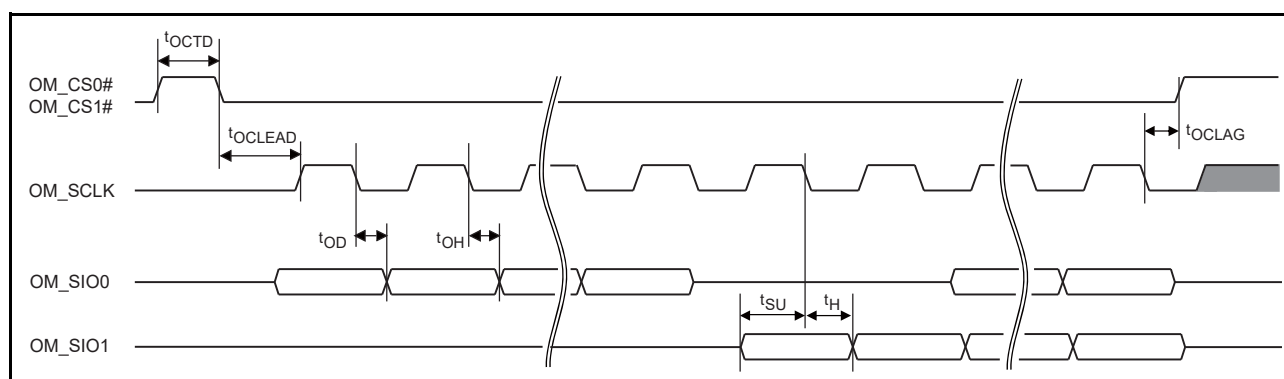 tOCTD
OM_CS0#
OM_CS1#
tOCLEAD
tOCLAG
OM_SCLK
tOD
tOH
OM_SIO0
tSU
tH
OM_SIO1